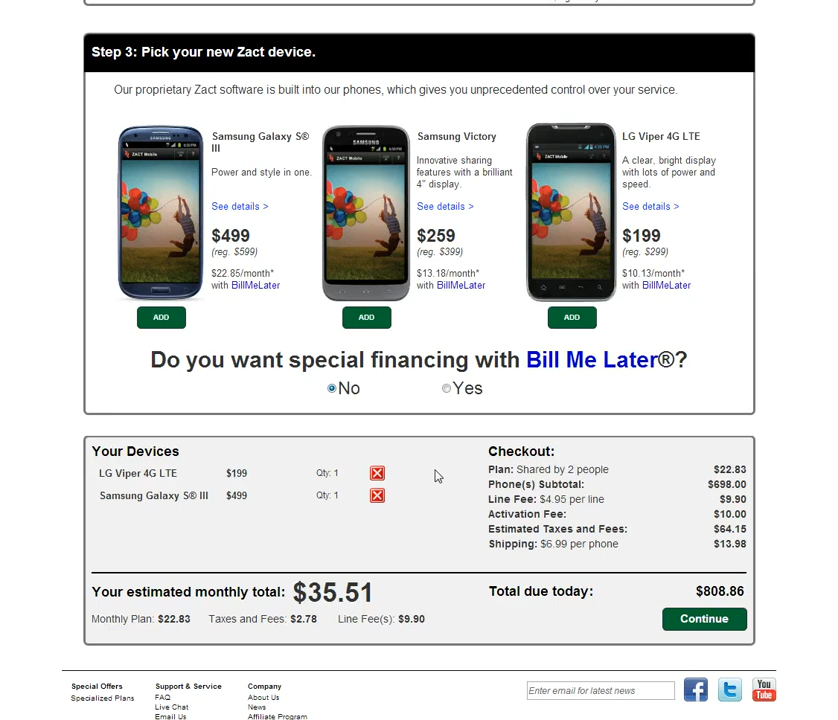 Step 3: Pick your new Zact device.
Our proprietary Zact software is built into our phones, which gives you unprecedented control over your service.
SAMSUNG
ZACT Mobile
Samsung Galaxy S®
III
Power and style in one.
See details >
$499
(reg. $599)
$22.85/month*
with BillMeLater
ADD
SAMSUNG
ZACT Mobile
Samsung Victory
Innovative sharing
features with a brilliant
4" display.
See details >
$259
(reg. $399)
$13.18/month*
with BillMeLater
ADD
ZACT Mobile
LG Viper 4G LTE
A clear, bright display
with lots of power and
speed.
See details >
$199
(reg. $299)
$10.13/month*
with BillMeLater
ADD
Do you want special financing with Bill Me Later®?
No Yes
Your Devices
LG Viper 4G LTE $199 Qty: 1
Samsung Galaxy S® III $499 Qty: 1
Checkout:
Plan: Shared by 2 people $22.83
Phone(s) Subtotal: $698.00
Line Fee: $4.95 per line $9.90
Activation Fee: $10.00
Estimated Taxes and Fees: $64.15
Shipping: $6.99 per phone $13.98
Your estimated monthly total: $35.51
Monthly Plan: $22.83 Taxes and Fees: $2.78 Line Fee(s): $9.90
Total due today: $808.86
Continue
Special Offers
Specialized Plans
Support & Service
FAQ
Live Chat
Email Us
Company
About Us
News
Affiliate Program
Enter email for latest news
f
t
You
Tube